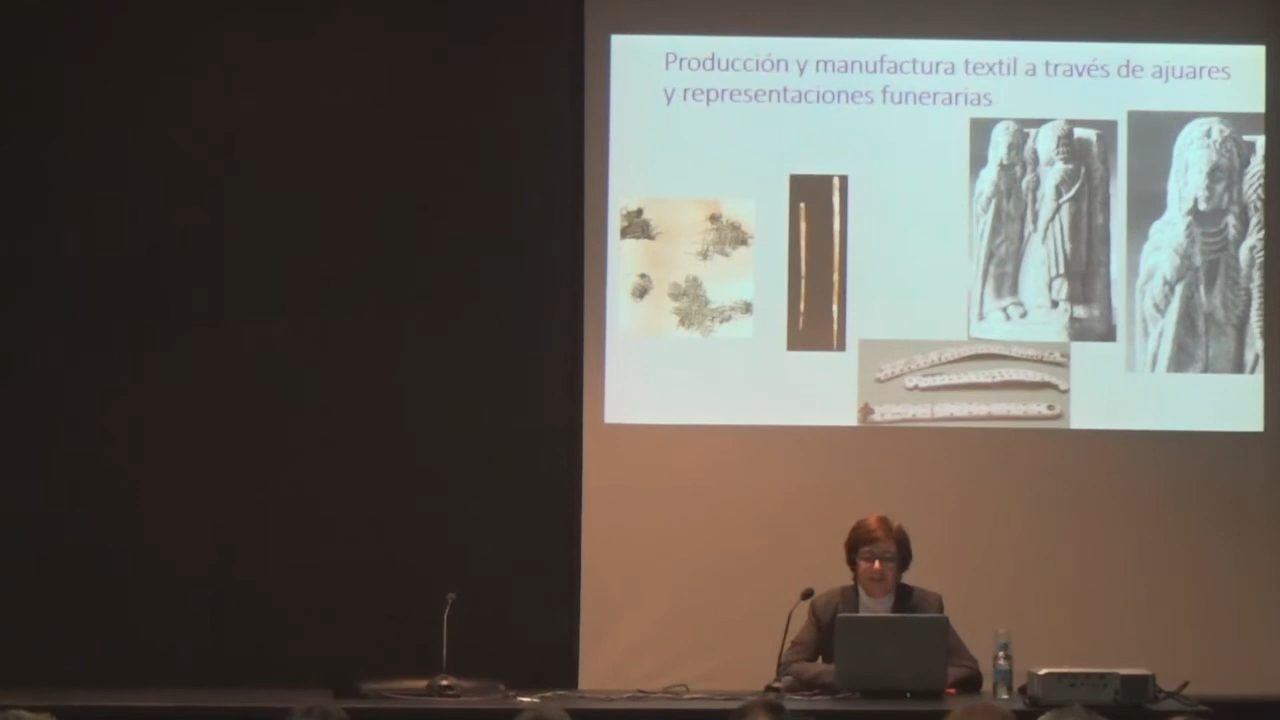 Producción y manufactura textil a través de ajuares
y representaciones funerarias